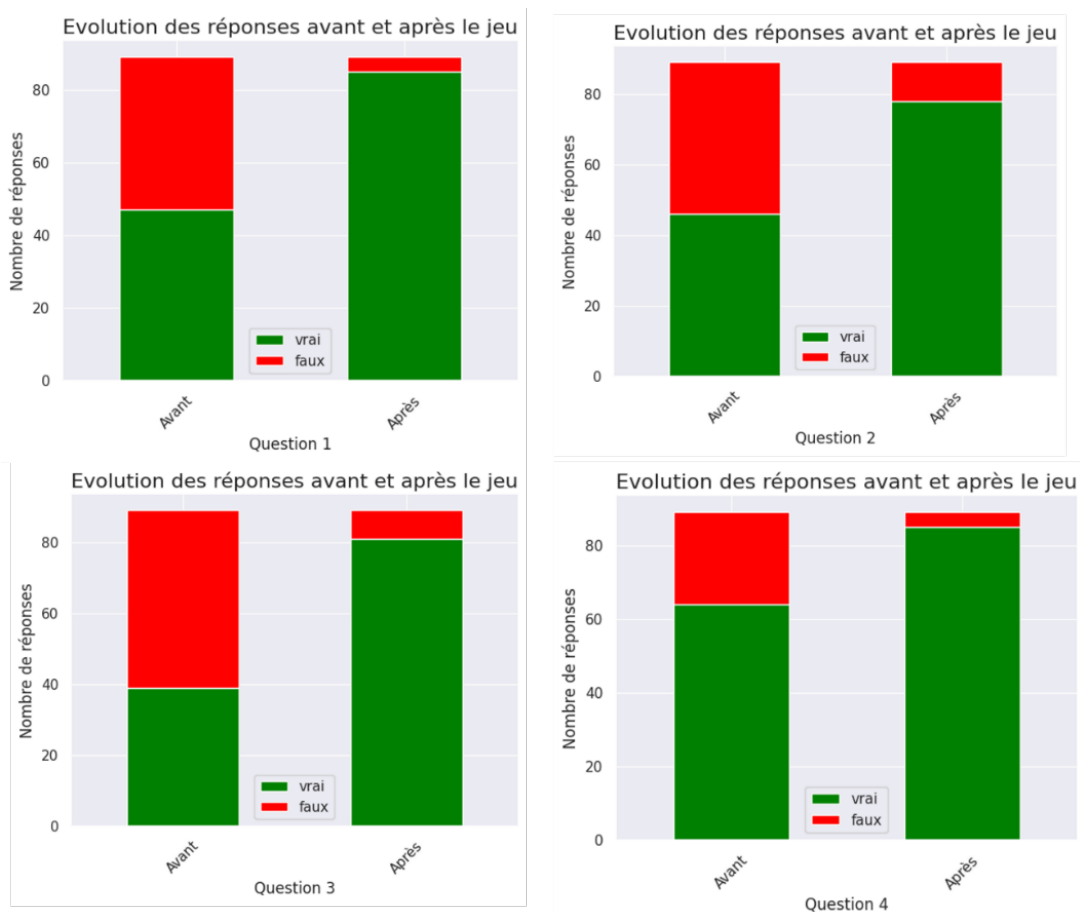 Evolution des réponses avant et après le jeu
Nombre de réponses
80
60
40
20
0
vrai
faux
Avant
Après
Question 1
Evolution des réponses avant et après le jeu
Nombre de réponses
80
60
40
20
0
vrai
faux
Avant
Après
Question 2
Evolution des réponses avant et après le jeu
Nombre de réponses
80
60
40
20
0
vrai
faux
Avant
Après
Question 3
Evolution des réponses avant et après le jeu
Nombre de réponses
80
60
40
20
0
vrai
faux
Avant
Après
Question 4